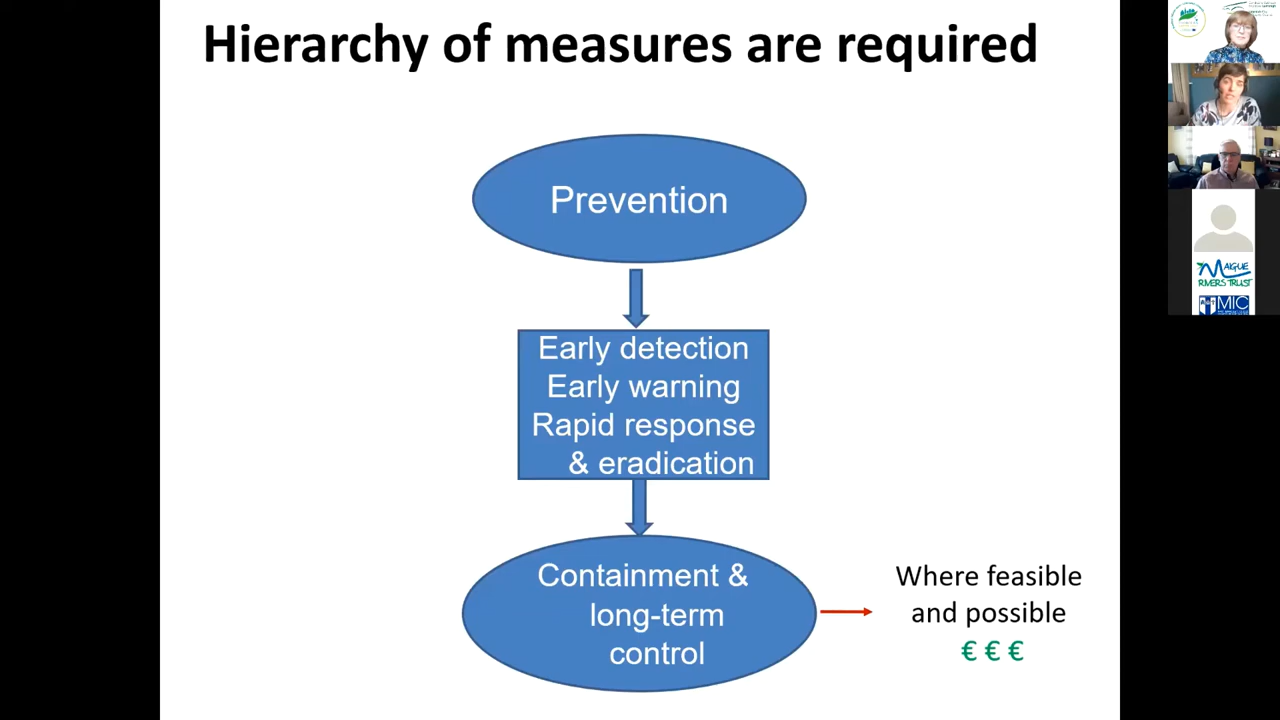 Hierarchy of measures are required
Prevention
Early detection
Early warning
Rapid response
& eradication
Containment &
long-term
control
Where feasible
and possible
€ € €
MAIGUE
RIVERS TRUST
MIC